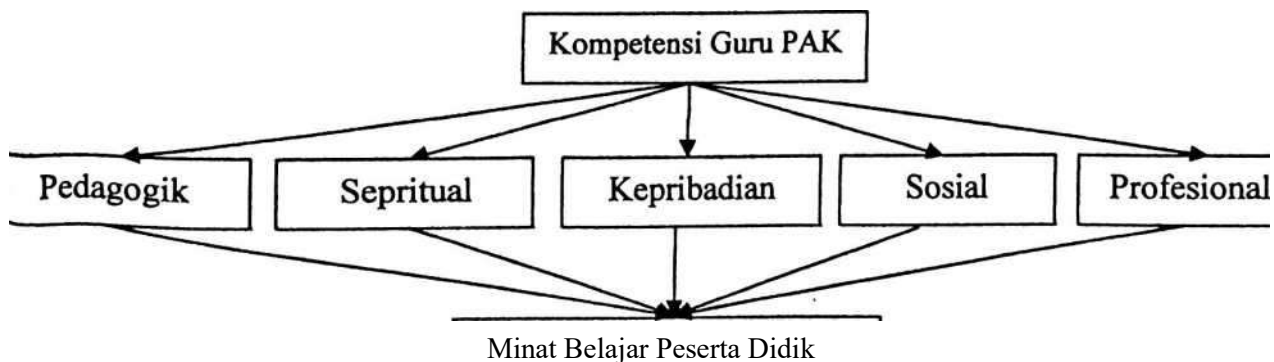 Kompetensi Guru PAK
Pedagogik
Sepritual
Kepribadian
Sosial
Profesional
Minat Belajar Peserta Didik